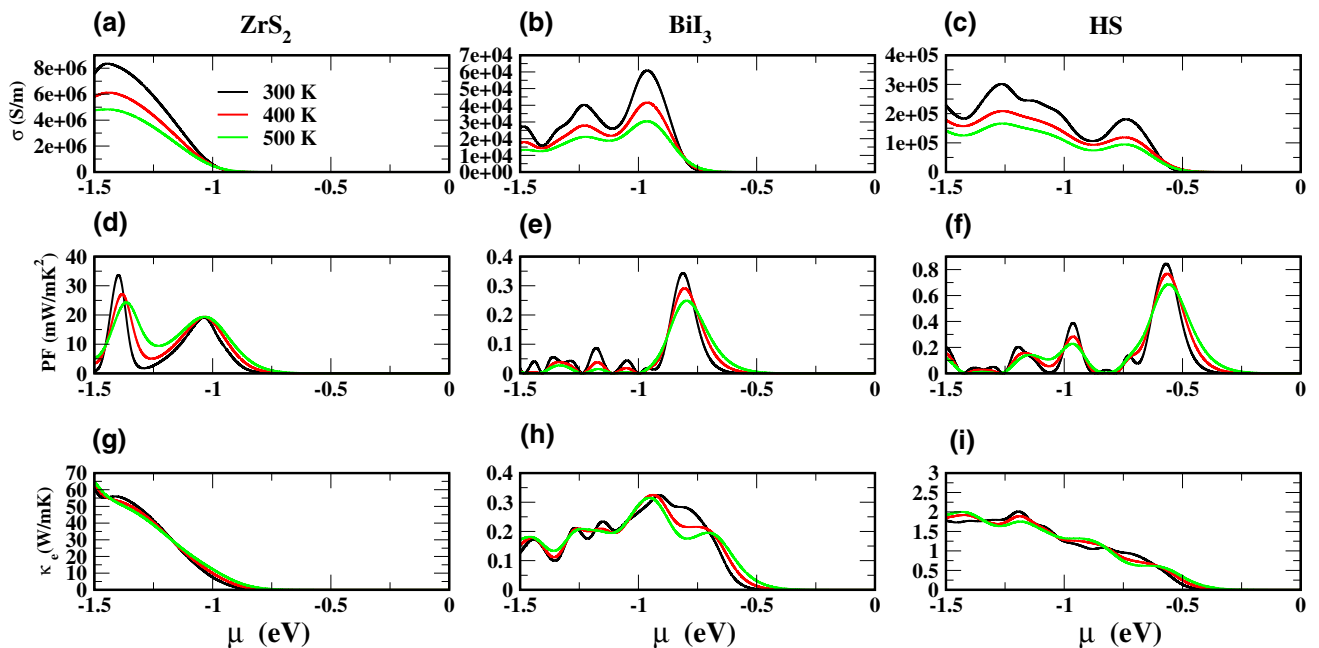 (a) ZrS2 (b) BiI3 (c) HS
σ (S/m)
8e+06
6e+06
4e+06
2e+06
0
300 K
400 K
500 K
-1.5 -1 -0.5 0
7e+04
6e+04
5e+04
4e+04
3e+04
2e+04
1e+04
0e+00
-1.5 -1 -0.5 0
4e+05
3e+05
2e+05
1e+05
0
-1.5 -1 -0.5 0
(d) (e) (f)
PF (mW/mK2)
40
30
20
10
0
-1.5 -1 -0.5 0
0.4
0.3
0.2
0.1
0
-1.5 -1 -0.5 0
0.8
0.6
0.4
0.2
0
-1.5 -1 -0.5 0
(g) (h) (i)
κe(W/mK)
70
60
50
40
30
20
10
0
-1.5 -1 -0.5 0
μ (eV)
0.4
0.3
0.2
0.1
0
-1.5 -1 -0.5 0
μ (eV)
3
2.5
2
1.5
1
0.5
0
-1.5 -1 -0.5 0
μ (eV)